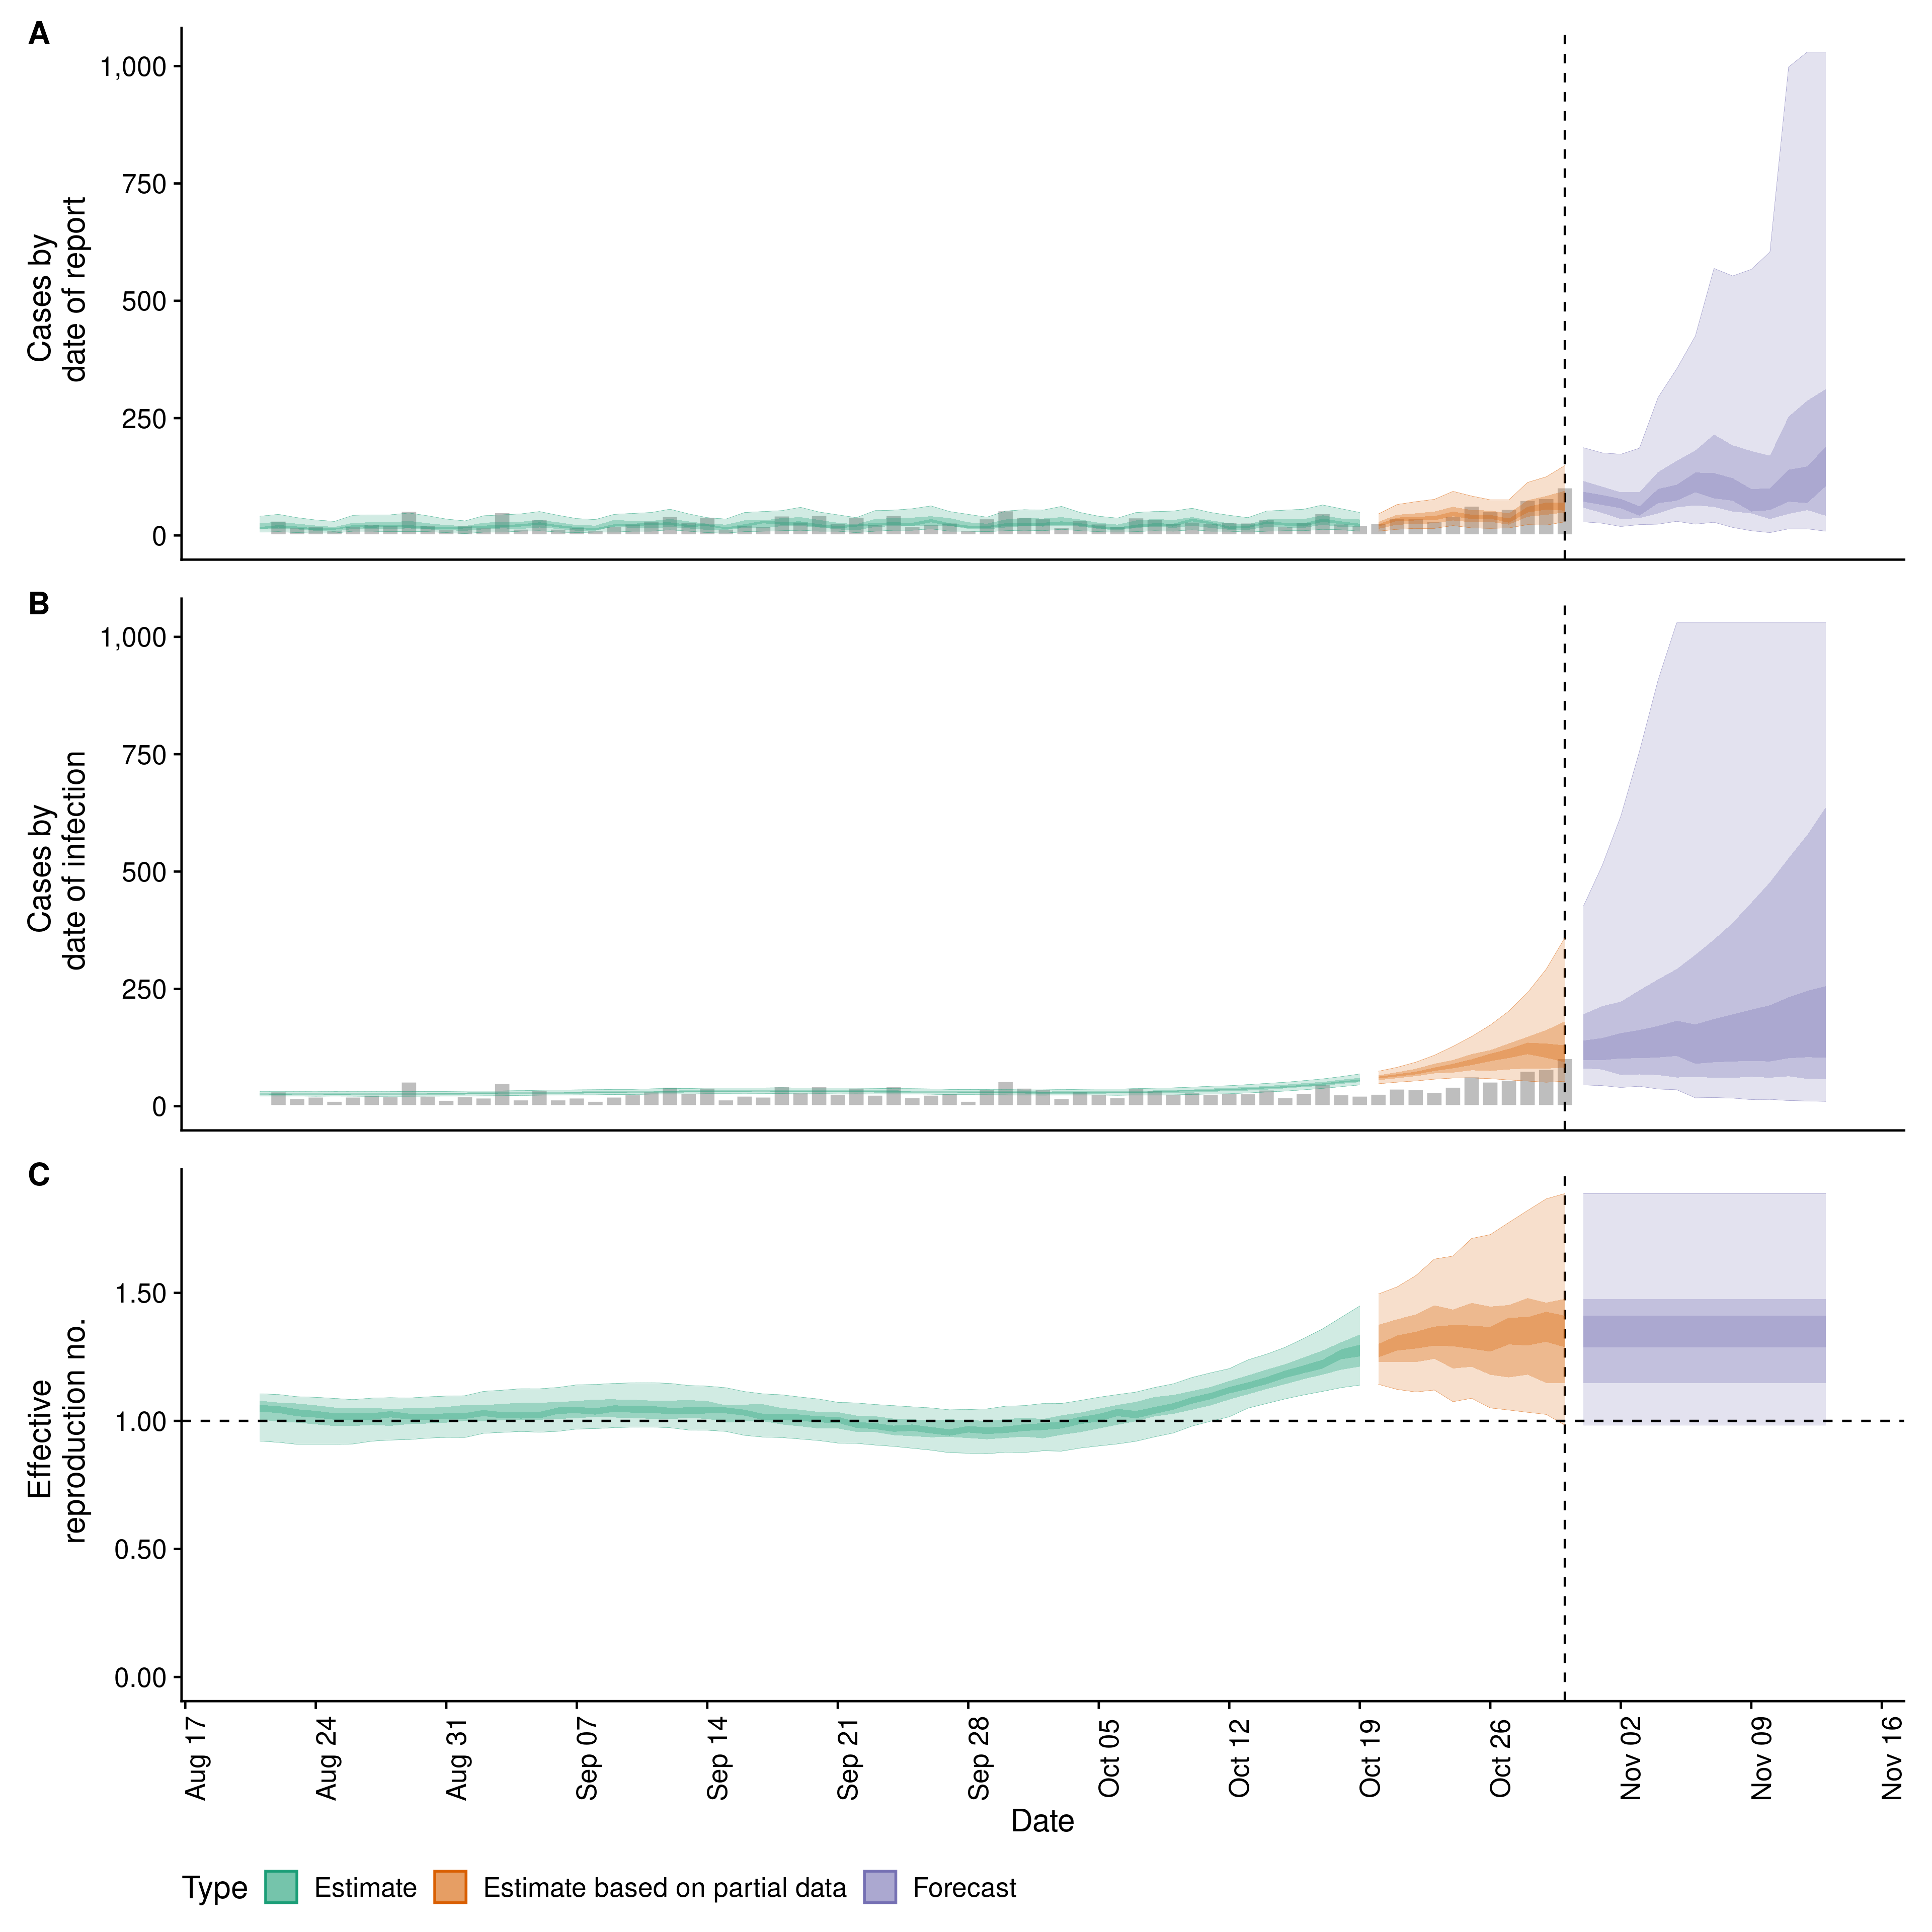 A
1,000
750
500
250
0
Cases by
date of report
B
1,000
750
500
250
0
Cases by
date of infection
C
1.50
1.00
0.50
0.00
Effective
reproduction no.
Aug 17
Aug 24
Aug 31
Sep 07
Sep 14
Sep 21
Sep 28
Oct 05
Oct 12
Oct 19
Oct 26
Nov 02
Nov 09
Nov 16
Date
Type Estimate Estimate based on partial data Forecast